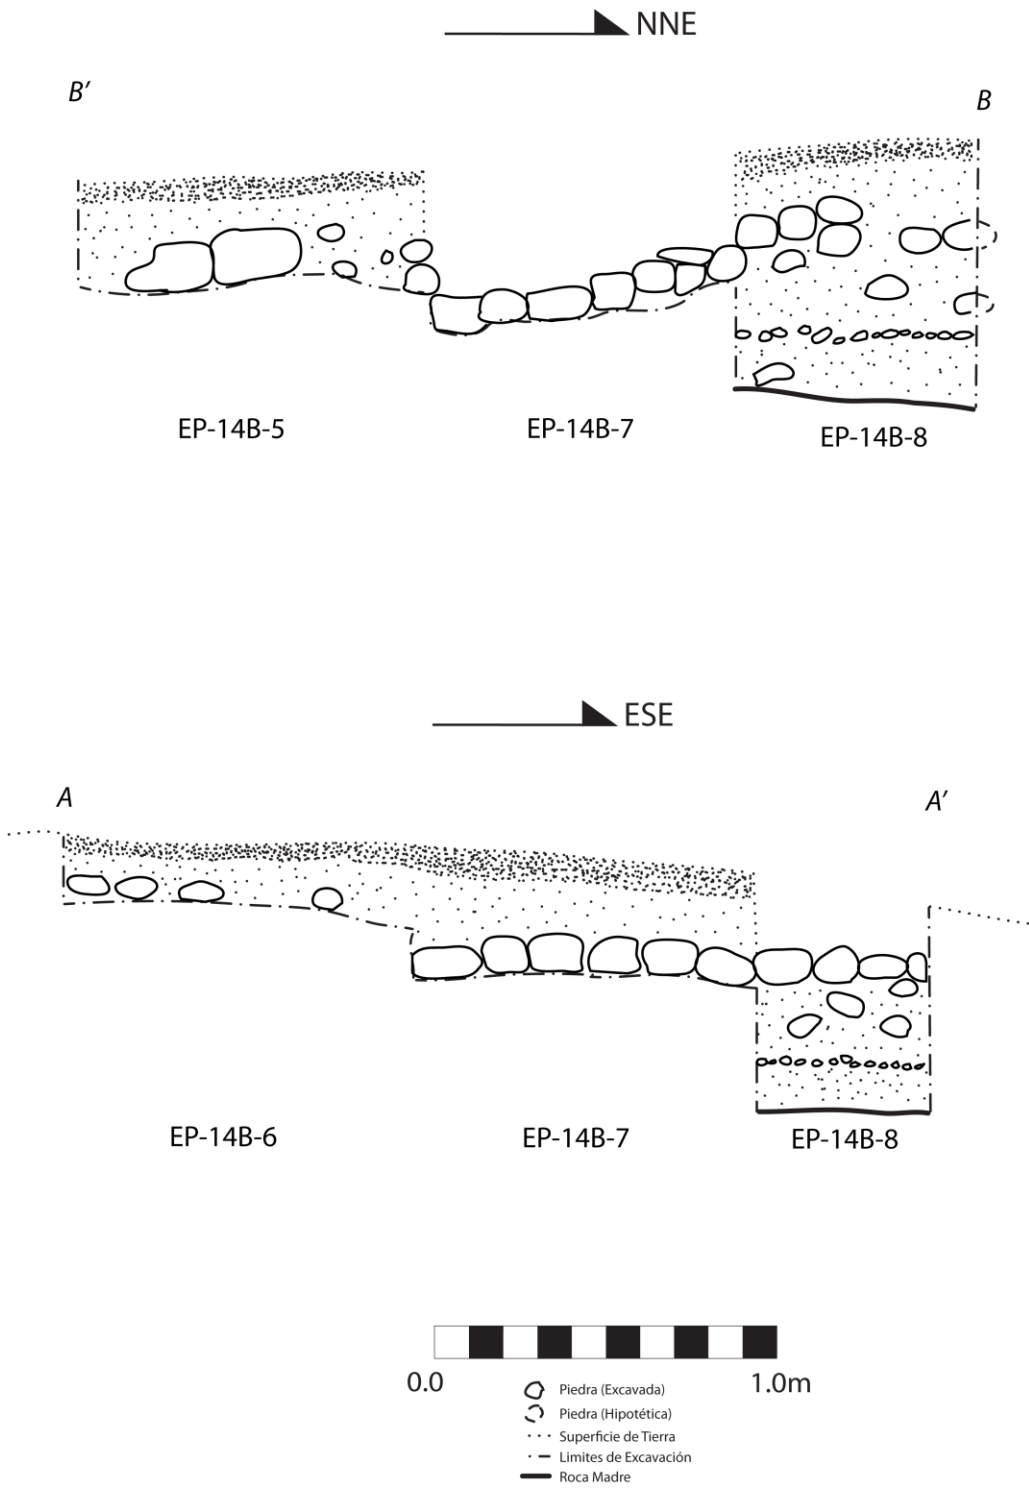 NNE
B'
B
EP-14B-5
EP-14B-7
EP-14B-8
ESE
A
A'
EP-14B-6
EP-14B-7
EP-14B-8
0.0
1.0m
Piedra (Excavada)
Piedra (Hipotética)
Superficie de Tierra
Limites de Excavación
Roca Madre